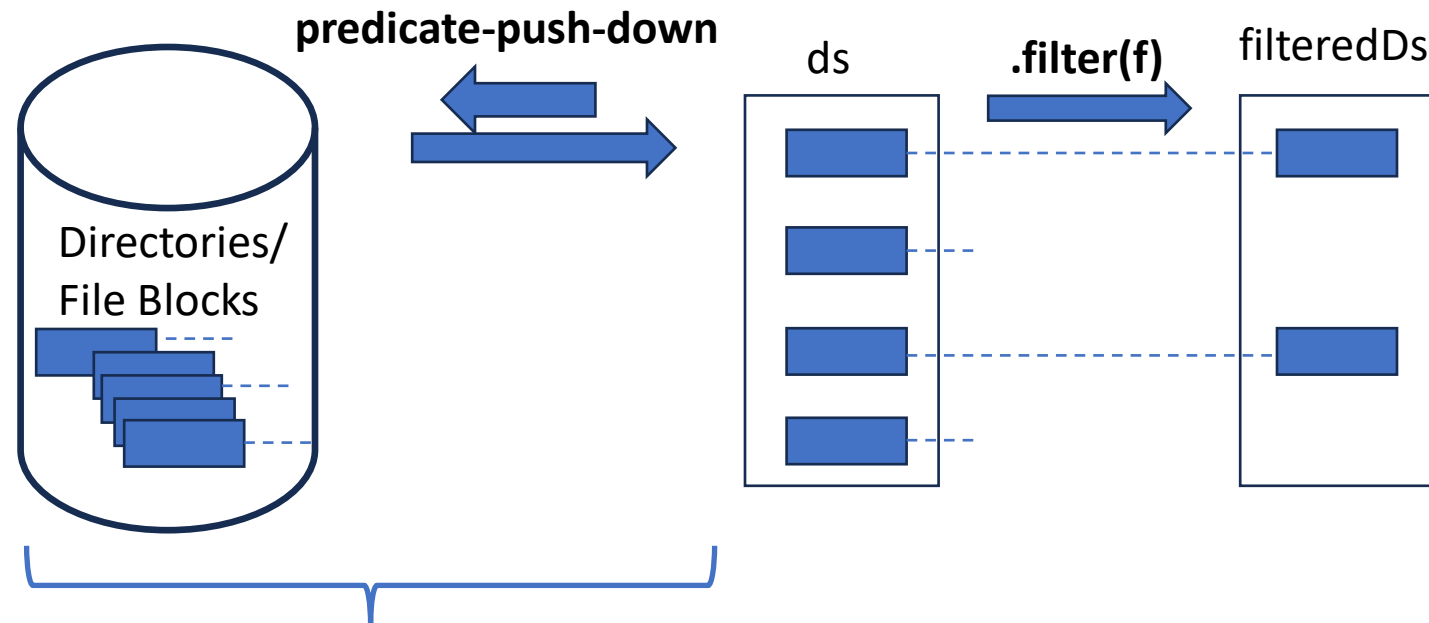 predicate-push-down
ds
.filter(f)
filteredDs
Directories/
File Blocks